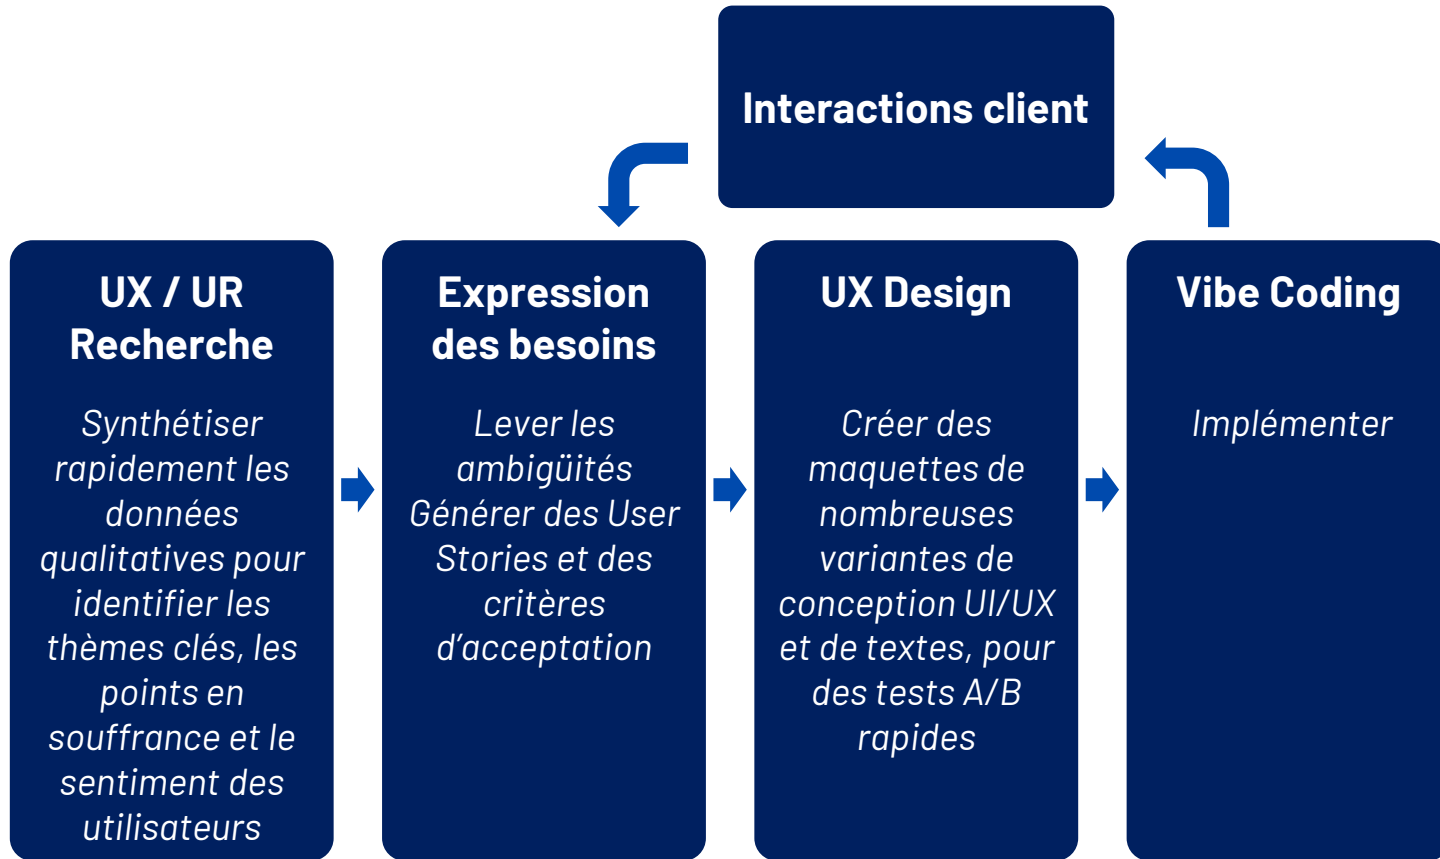 Interactions client
UX / UR
Recherche
Synthétiser
rapidement les
données
qualitatives pour
identifier les
thèmes clés, les
points en
souffrance et le
sentiment des
utilisateurs
Expression
des besoins
Lever les
ambigüités
Générer des User
Stories et des
critères
d’acceptation
UX Design
Créer des
maquettes de
nombreuses
variantes de
conception UI/UX
et de textes, pour
des tests A/B
rapides
Vibe Coding
Implémenter